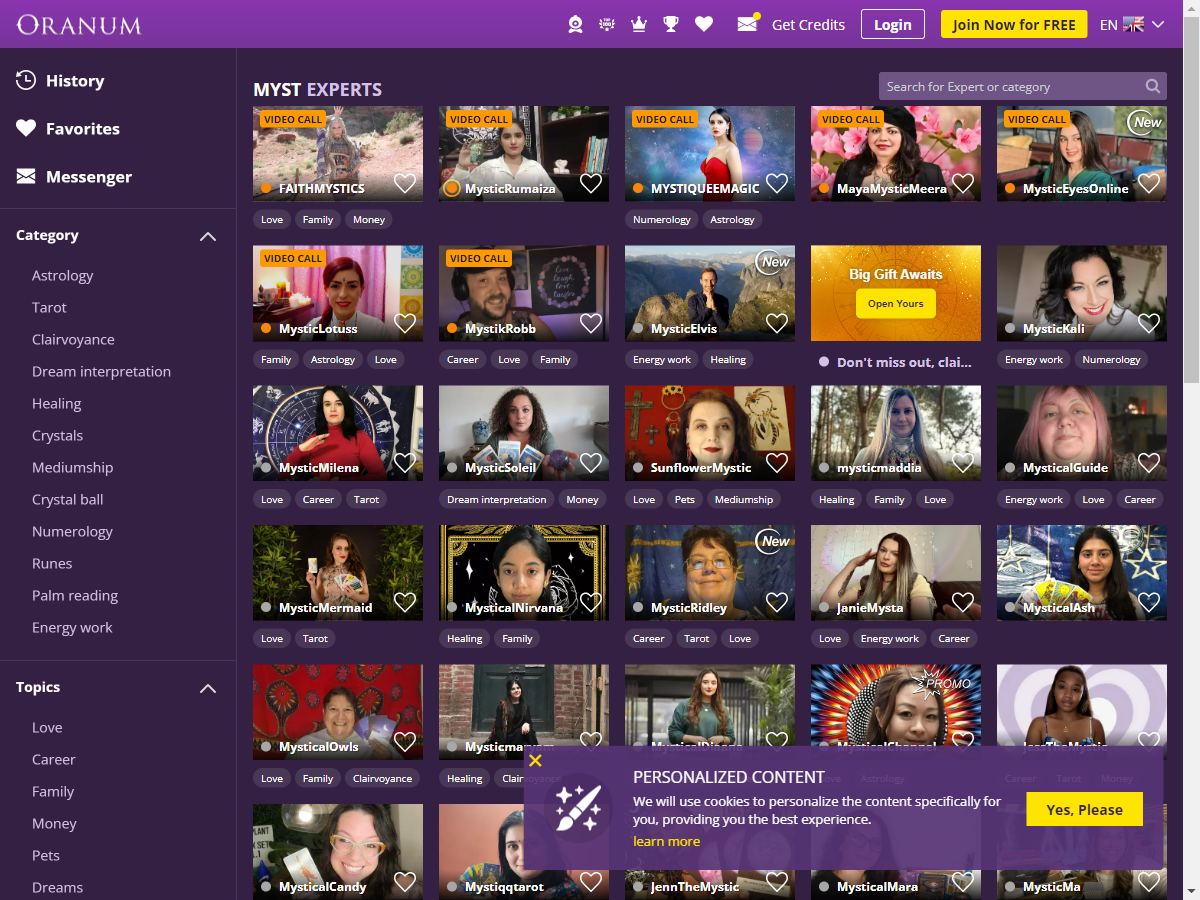 ORANUM
Get Credits
Login
Join Now for FREE
EN
History
Favorites
Messenger
Category
Astrology
Tarot
Clairvoyance
Dream interpretation
Healing
Crystals
Mediumship
Crystal ball
Numerology
Runes
Palm reading
Energy work
Topics
Love
Career
Family
Money
Pets
Dreams
MYST EXPERTS
Search for Expert or category
VIDEO CALL
FAITHMYSTICS
Love Family Money
VIDEO CALL
MysticRumaiza
VIDEO CALL
MYSTIQUEEMAGIC
Numerology Astrology
VIDEO CALL
MayaMysticMeera
VIDEO CALL
New
MysticEyesOnline
VIDEO CALL
MysticLotuss
Family Astrology Love
VIDEO CALL
MystikRobb
Career Love Family
New
MysticElvis
Energy work Healing
Big Gift Awaits
Open Yours
Don't miss out, clai...
MysticKali
Energy work Numerology
MysticMilena
Love Career Tarot
MysticSoleil
Dream interpretation Money
SunflowerMystic
Love Pets Mediumship
mysticmaddia
Healing Family Love
MysticalGuide
Energy work Love Career
MysticMermaid
Love Tarot
MysticalNirvana
Healing Family
New
MysticRidley
Career Tarot Love
JanieMysta
Love Energy work Career
MysticalAsh
MysticalOwls
Love Family Clairvoyance
Mysticmaryam
Healing Clairvoyance
MysticalDianne
PROMO
MysticalChannel
Love Astrology
JessTheMystic
Career Tarot Money
MysticalCandy
Mystiqqtarot
JennTheMystic
MysticalMara
MysticMa
PERSONALIZED CONTENT
We will use cookies to personalize the content specifically for
you, providing you the best experience.
learn more
Yes, Please